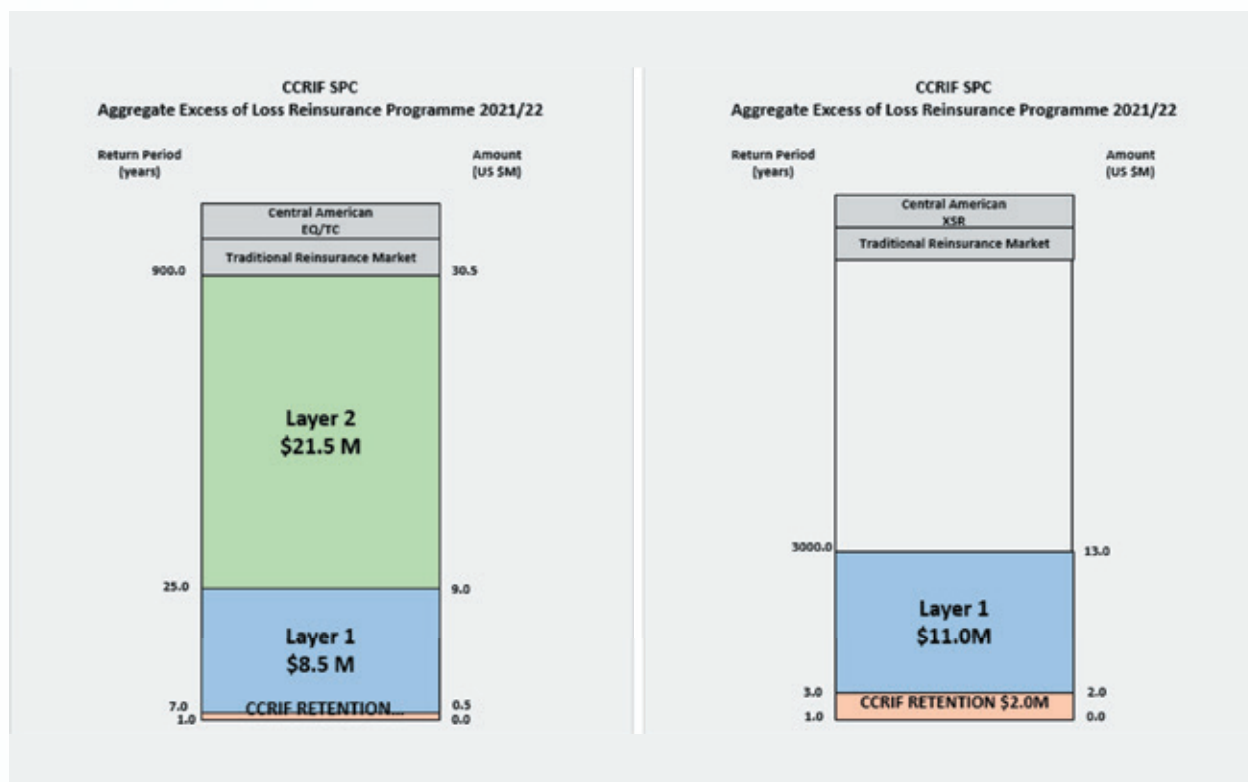 CCRIF SPC
Aggregate Excess of Loss Reinsurance Programme 2021/22
Return Period
(years)
Amount
(US $M)
Central American
EQ/TC
Traditional Reinsurance Market
900.0
30.5
Layer 2
$21.5 M
25.0
9.0
Layer 1
$8.5 M
7.0
CCRIF RETENTION...
0.5
1.0
0.0
CCRIF SPC
Aggregate Excess of Loss Reinsurance Programme 2021/22
Return Period
(years)
Amount
(US $M)
Central American
XSR
Traditional Reinsurance Market
3000.0
13.0
Layer 1
$11.0M
3.0
CCRIF RETENTION $2.0M
2.0
1.0
0.0